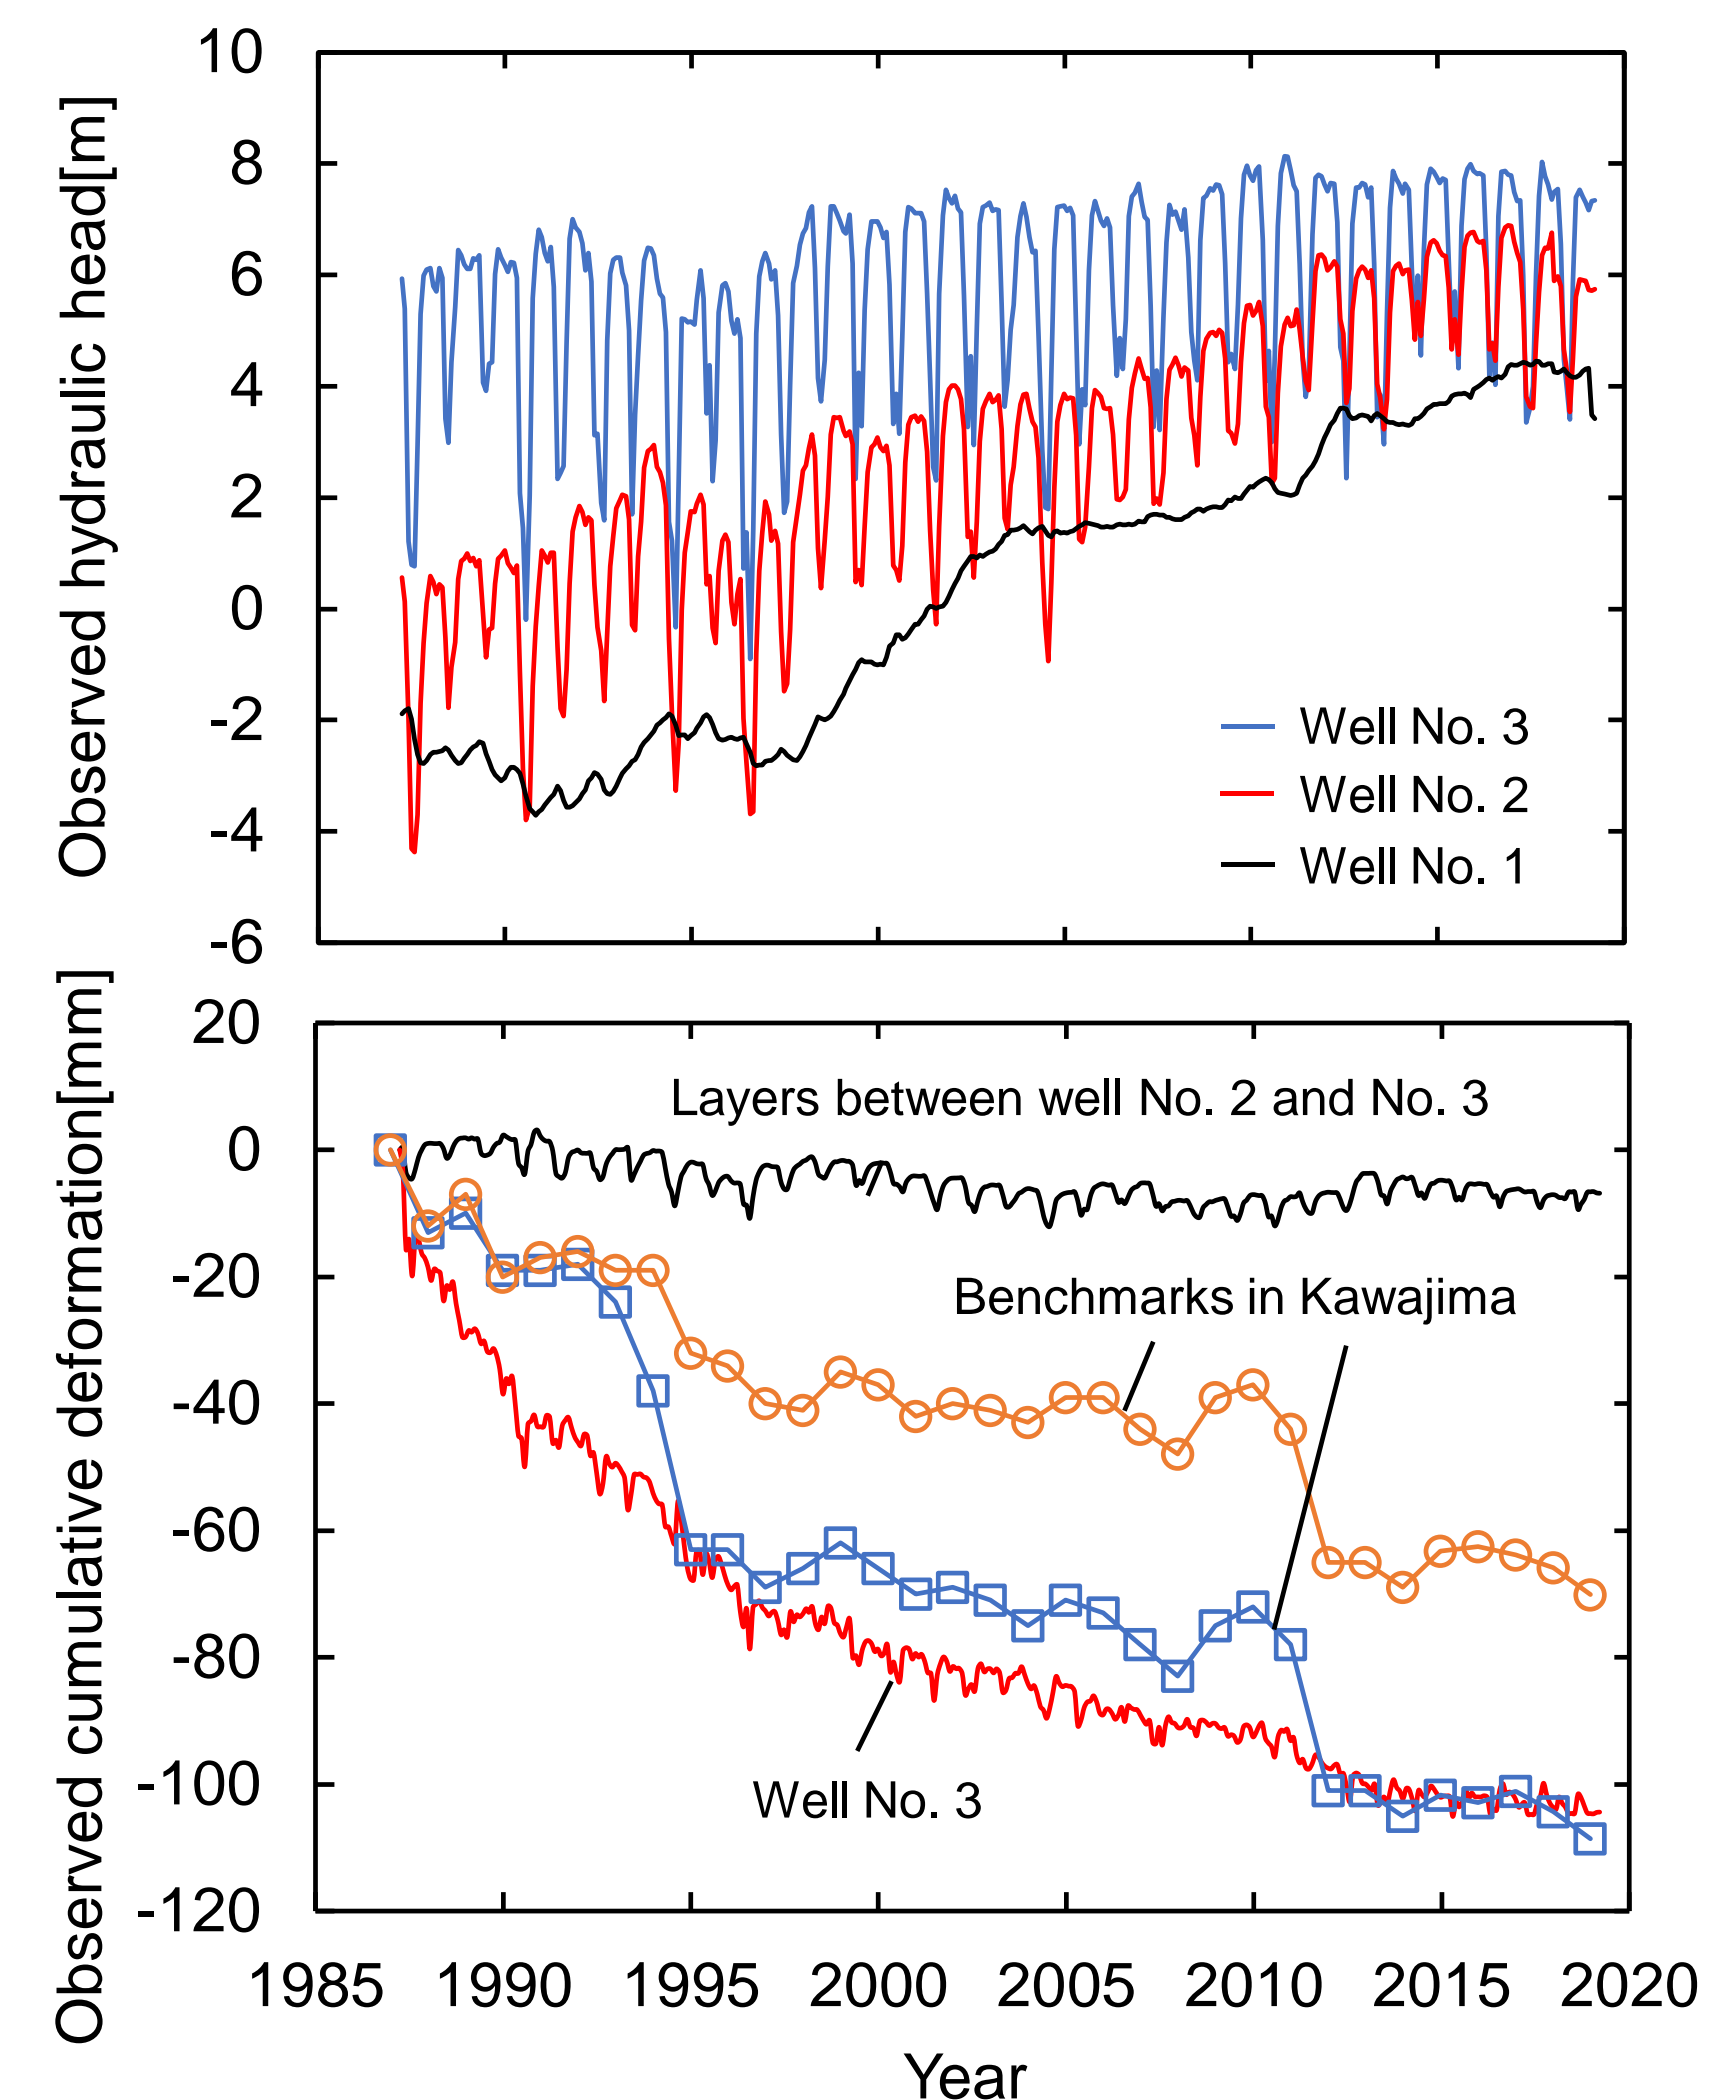 Observed hydraulic head[m]
10
8
6
4
2
0
-2
-4
-6
Well No. 3
Well No. 2
Well No. 1
Observed cumulative deformation[mm]
20
0
-20
-40
-60
-80
-100
-120
Layers between well No. 2 and No. 3
Benchmarks in Kawajima
Well No. 3
1985 1990 1995 2000 2005 2010 2015 2020
Year